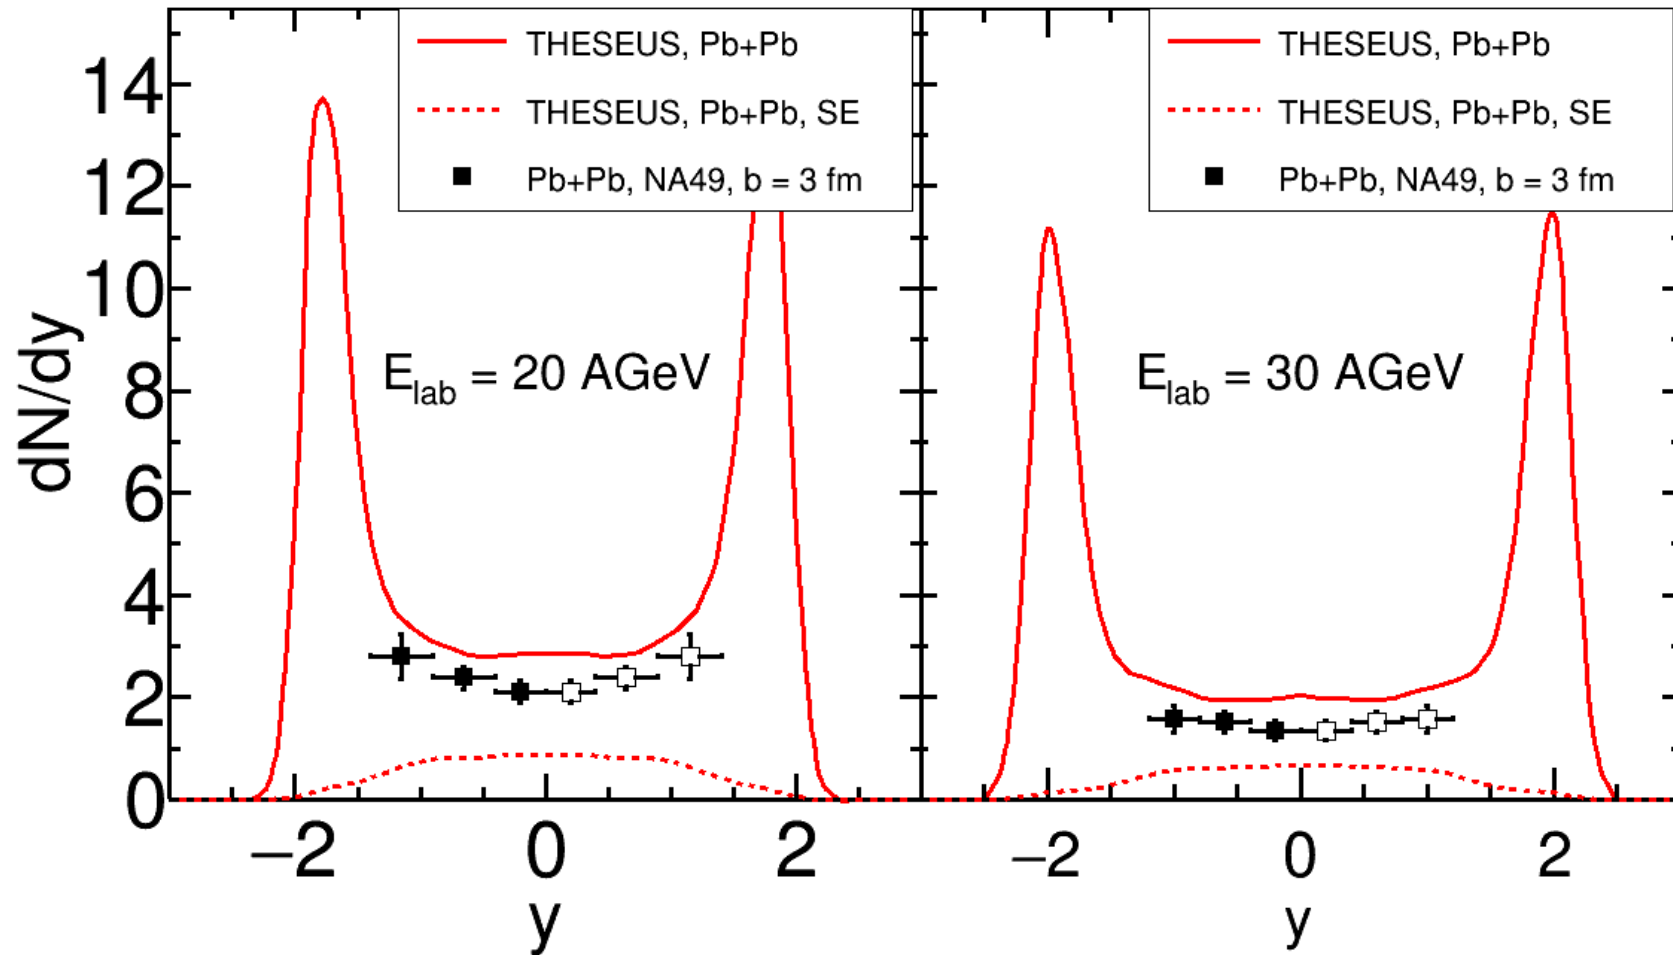 THESEUS, Pb+Pb
THESEUS, Pb+Pb, SE
Pb+Pb, NA49, b = 3 fm
THESEUS, Pb+Pb
THESEUS, Pb+Pb, SE
Pb+Pb, NA49, b = 3 fm
14
12
10
8
6
4
2
0
dN/dy
E_lab = 20 AGeV
E_lab = 30 AGeV
−2 0 2
−2 0 2
y
y